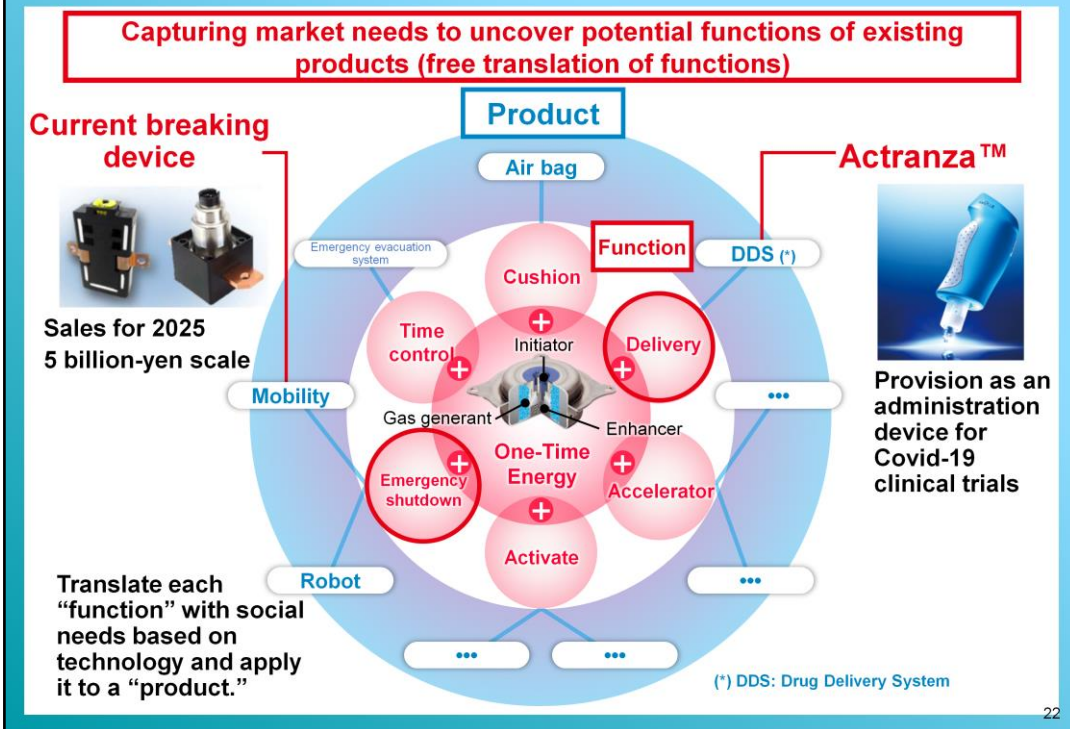 Capturing market needs to uncover potential functions of existing
products (free translation of functions)
Product
Current breaking
device
Actranza™
Air bag
Emergency evacuation
system
Function
DDS (*)
Cushion
Time
control
Delivery
Initiator
Sales for 2025
5 billion-yen scale
Mobility
•••
Gas generant
Enhancer
One-Time
Energy
Emergency
shutdown
Accelerator
Activate
Provision as an
administration
device for
Covid-19
clinical trials
Robot
•••
•••
•••
Translate each
“function” with social
needs based on
technology and apply
it to a “product.”
(*) DDS: Drug Delivery System
22